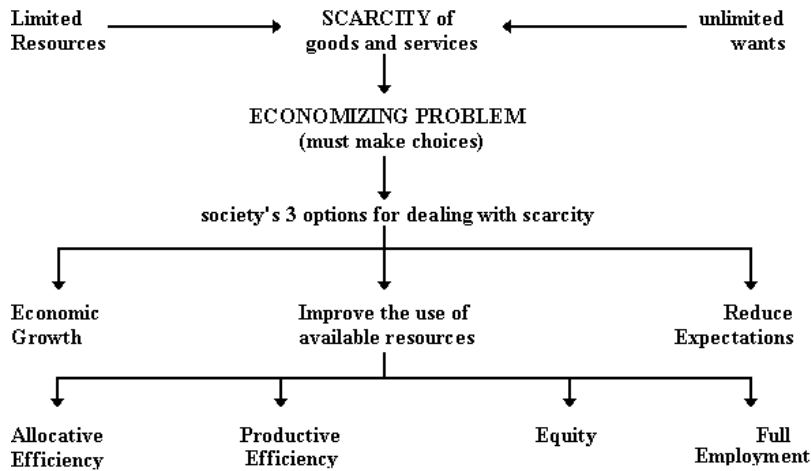 Limited
Resources
SCARCITY of
goods and services
unlimited
wants
ECONOMIZING PROBLEM
(must make choices)
society's 3 options for dealing with scarcity
Economic
Growth
Improve the use of
available resources
Reduce
Expectations
Allocative
Efficiency
Productive
Efficiency
Equity
Full
Employment